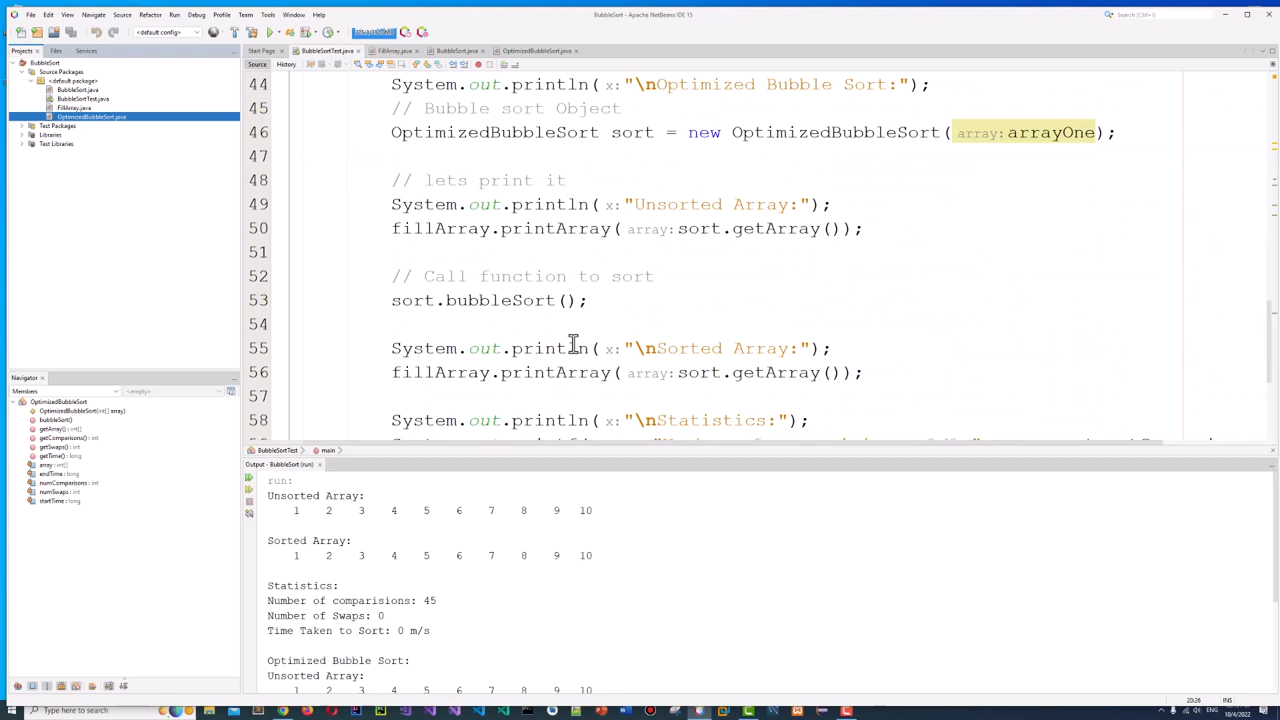 BubbleSort - Apache NetBeans IDE 15
File Edit View Navigate Source Refactor Run Debug Profile Team Tools Window Help
Search (Ctrl+I)
<default config>
Projects Files Services
Start Page BubbleSortTest.java FillArray.java BubbleSort.java OptimizedBubbleSort.java
Source History
BubbleSort
Source Packages
<default package>
BubbleSort.java
BubbleSortTest.java
FillArray.java
OptimizedBubbleSort.java
Test Packages
Libraries
Test Libraries
44 System.out.println( x: "\nOptimized Bubble Sort:");
45 // Bubble sort Object
46 OptimizedBubbleSort sort = new OptimizedBubbleSort( array: arrayOne);
47
48 // lets print it
49 System.out.println( x: "Unsorted Array:");
50 fillArray.printArray( array: sort.getArray());
51
52 // Call function to sort
53 sort.bubbleSort();
54
55 System.out.println( x: "\nSorted Array:");
56 fillArray.printArray( array: sort.getArray());
57
58 System.out.println( x: "\nStatistics:");
BubbleSortTest main
Navigator
Members <empty>
OptimizedBubbleSort
OptimizedBubbleSort(int[] array)
bubbleSort()
getArray() : int[]
getComparisons() : int
getSwaps() : int
getTime() : long
array : int[]
endTime : long
numComparisons : int
numSwaps : int
startTime : long
Output - BubbleSort (run)
run:
Unsorted Array:
1 2 3 4 5 6 7 8 9 10
Sorted Array:
1 2 3 4 5 6 7 8 9 10
Statistics:
Number of comparisions: 45
Number of Swaps: 0
Time Taken to Sort: 0 m/s
Optimized Bubble Sort:
Unsorted Array:
1 2 3 4 5 6 7 8 9 10
20:26 INS
Type here to search
ENG 10/4/2022